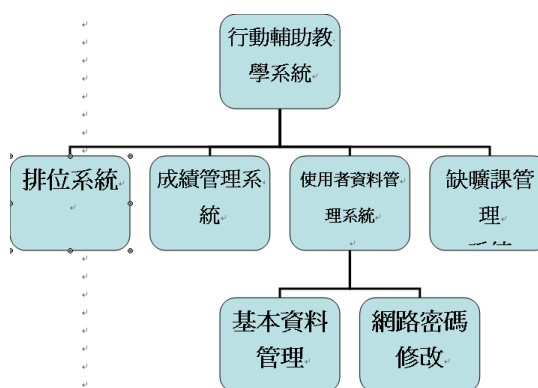 行動輔助教
學系統
排位系統
成績管理系
統
使用者資料管
理系統
缺曠課管
理
基本資料
管理
網路密碼
修改